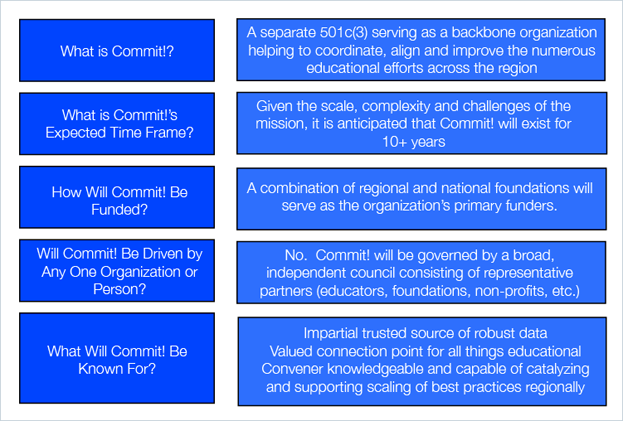 What is Commit!?
A separate 501c(3) serving as a backbone organization
helping to coordinate, align and improve the numerous
educational efforts across the region
What is Commit!'s
Expected Time Frame?
Given the scale, complexity and challenges of the
mission, it is anticipated that Commit! will exist for
10+ years
How Will Commit! Be
Funded?
A combination of regional and national foundations will
serve as the organization's primary funders.
Will Commit! Be Driven by
Any One Organization or
Person?
No.  Commit! will be governed by a broad,
independent council consisting of representative
partners (educators, foundations, non-profits, etc.)
What Will Commit! Be
Known For?
Impartial trusted source of robust data
Valued connection point for all things educational
Convener knowledgeable and capable of catalyzing
and supporting scaling of best practices regionally